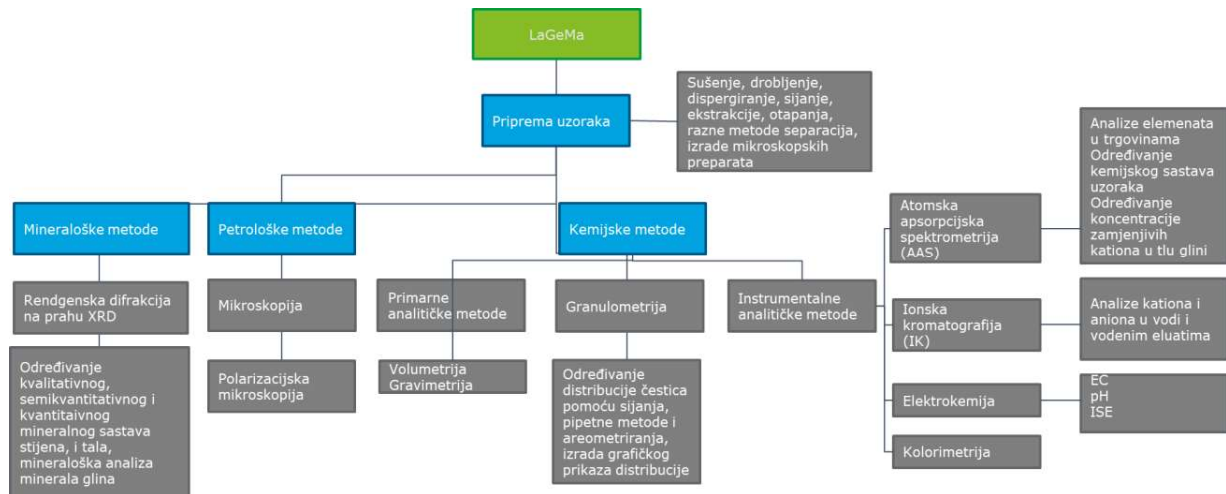 LaGeMa
Priprema uzoraka
Sušenje, drobljenje,
dispergiranje, sijanje,
ekstrakcije, otapanja,
razne metode separacija,
izrade mikroskopskih
preparata
Mineraloške metode
Petrološke metode
Kemijske metode
Rendgenska difrakcija
na prahu XRD
Mikroskopija
Primarne
analitičke metode
Granulometrija
Instrumentalne
analitičke metode
Određivanje
kvalitativnog,
semikvantitativnog i
kvantitaivnog
mineralnog sastava
stijena, i tala,
mineraloška analiza
minerala glina
Polarizacijska
mikroskopija
Volumetrija
Gravimetrija
Određivanje
distribucije čestica
pomoću sijanja,
pipetne metode i
areometriranja,
izrada grafičkog
prikaza distribucije
Atomska
apsorpcijska
spektrometrija
(AAS)
Analize elemenata
u trgovinama
Određivanje
kemijskog sastava
uzoraka
Određivanje
koncentracije
zamjenjivih
kationa u tlu glini
Ionska
kromatografija
(IK)
Analize kationa i
aniona u vodi i
vodenim eluatima
Elektrokemija
EC
pH
ISE
Kolorimetrija